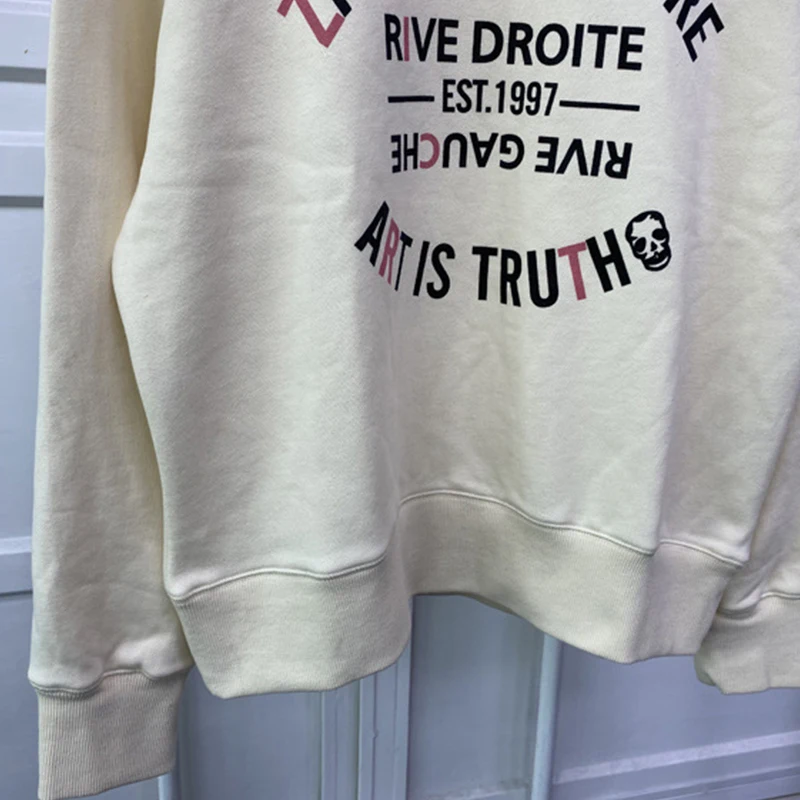 RIVE DROITE
EST.1997
RIVE GAUCHE
ART IS TRUTH